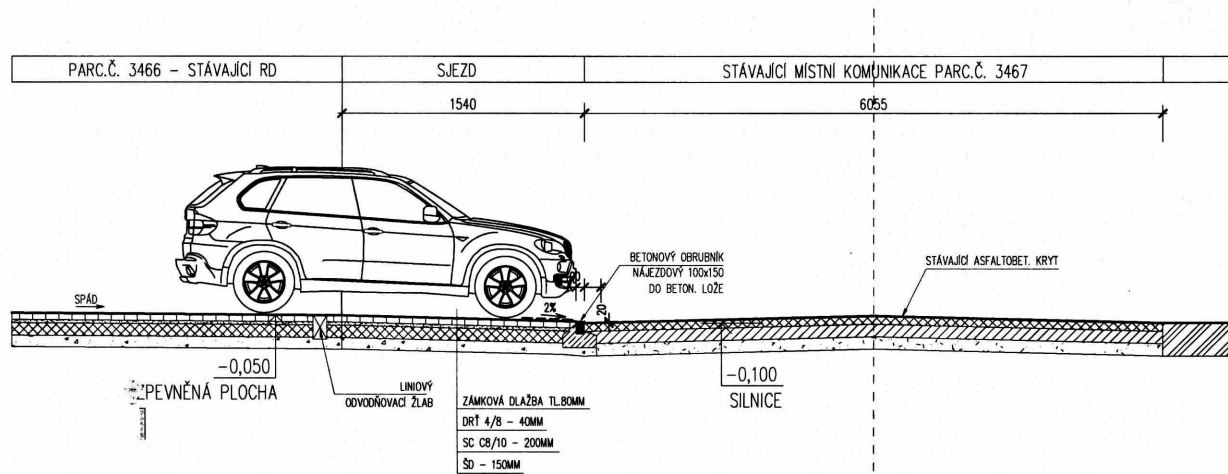 PARC.Č. 3466 – STÁVAJÍCÍ RD
SJEZD
STÁVAJÍCÍ MÍSTNÍ KOMUNIKACE PARC.Č. 3467
1540
6055
BETONOVÝ OBRUBNÍK
NÁJEZDOVÝ 100x150
DO BETON. LOŽE
STÁVAJÍCÍ ASFALTOBET. KRYT
SPÁD
2%
20
-0,050
ZPEVNĚNÁ PLOCHA
LINIOVÝ
ODVODŇOVACÍ ŽLAB
ZÁMKOVÁ DLAŽBA TL.80MM
DRŤ 4/8 – 40MM
SC C8/10 – 200MM
ŠD – 150MM
-0,100
SILNICE